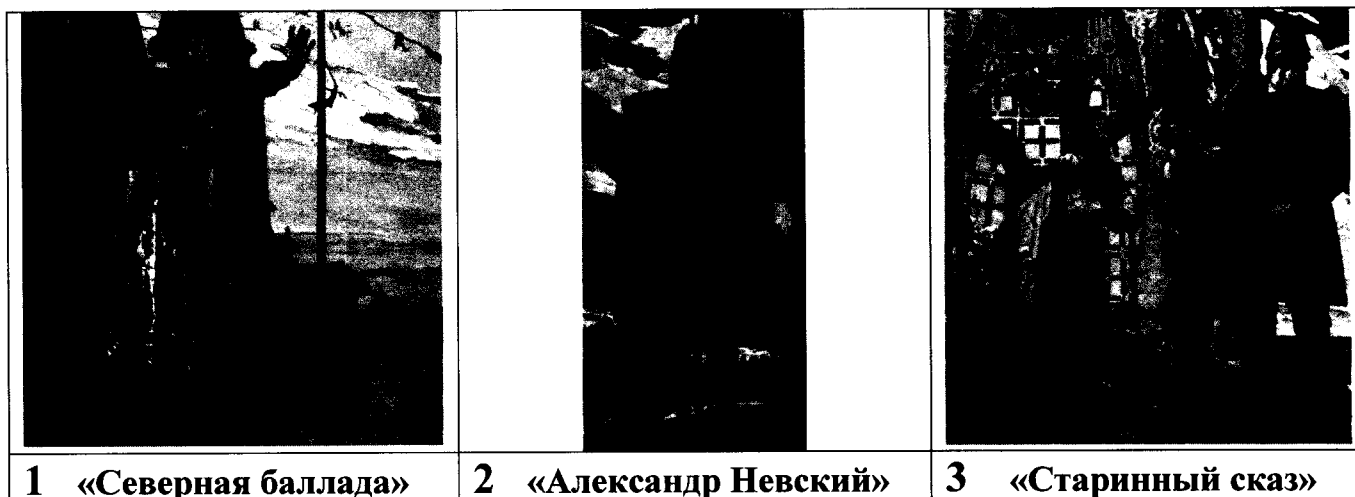 1 «Северная баллада»
2 «Александр Невский»
3 «Старинный сказ»